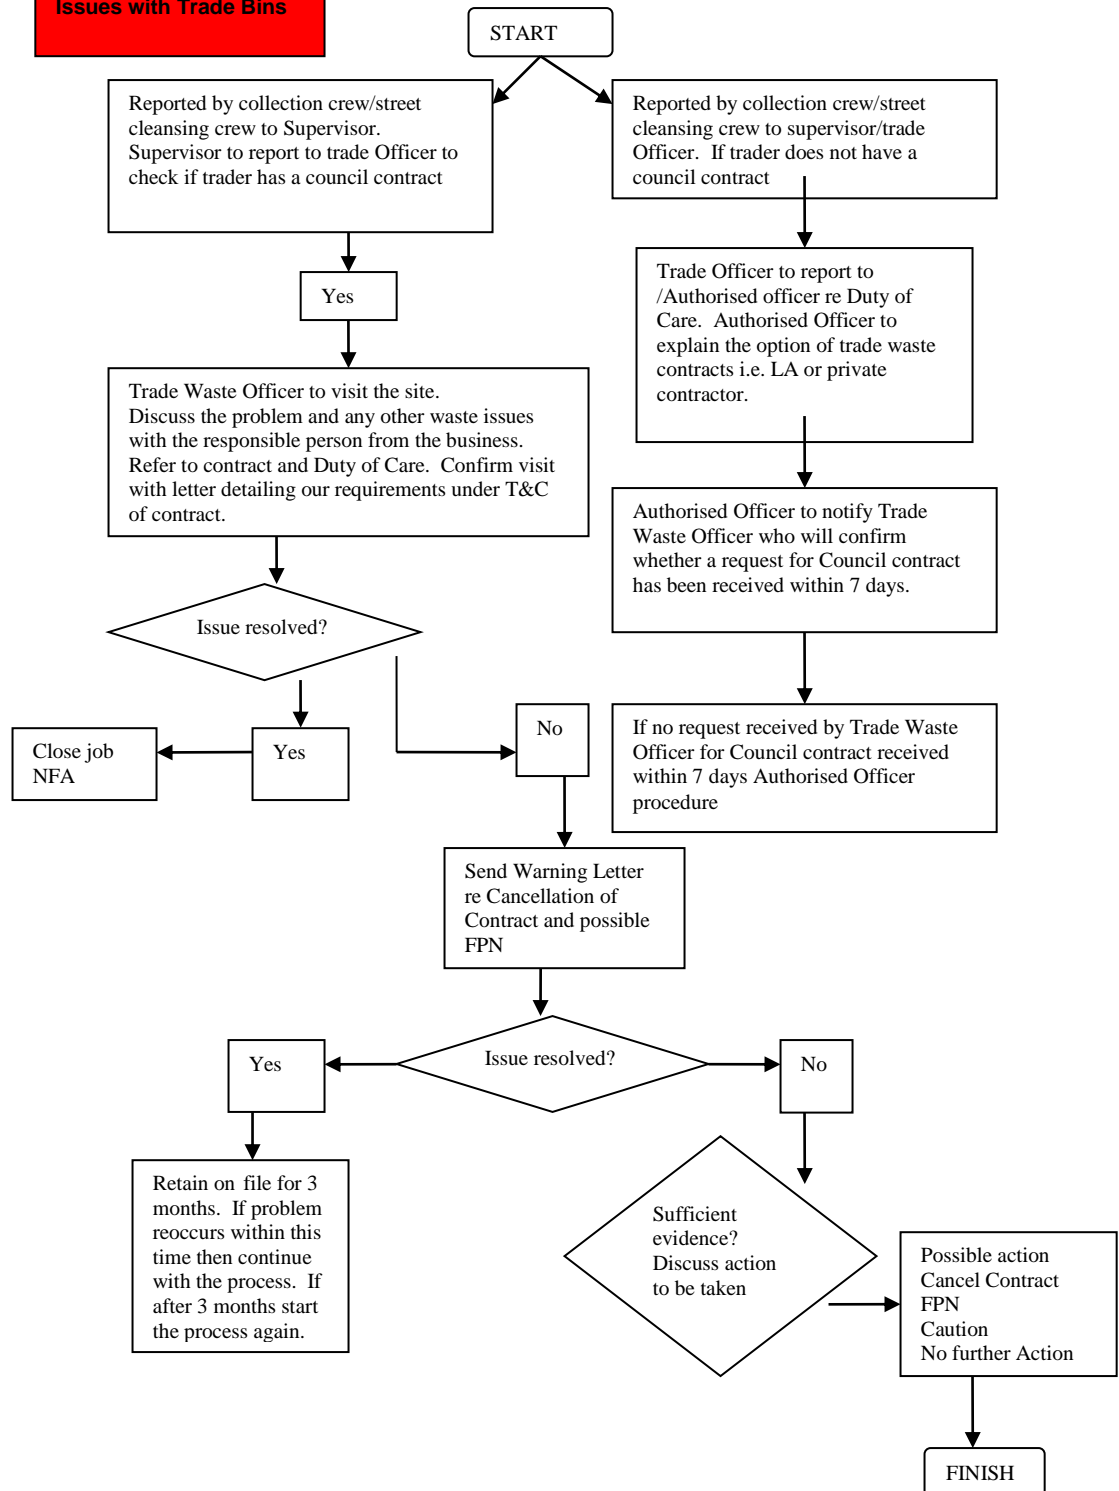 Issues with Trade Bins
START
Reported by collection crew/street
cleansing crew to Supervisor.
Supervisor to report to trade Officer to
check if trader has a council contract
Reported by collection crew/street
cleansing crew to supervisor/trade
Officer.  If trader does not have a
council contract
Yes
Trade Officer to report to
/Authorised officer re Duty of
Care.  Authorised Officer to
explain the option of trade waste
contracts i.e. LA or private
contractor.
Trade Waste Officer to visit the site.
Discuss the problem and any other waste issues
with the responsible person from the business.
Refer to contract and Duty of Care.  Confirm visit
with letter detailing our requirements under T&C
of contract.
Authorised Officer to notify Trade
Waste Officer who will confirm
whether a request for Council contract
has been received within 7 days.
Issue resolved?
Close job
NFA
Yes
No
If no request received by Trade Waste
Officer for Council contract received
within 7 days Authorised Officer
procedure
Send Warning Letter
re Cancellation of
Contract and possible
FPN
Yes
Issue resolved?
No
Retain on file for 3
months.  If problem
reoccurs within this
time then continue
with the process.  If
after 3 months start
the process again.
Sufficient
evidence?
Discuss action
to be taken
Possible action
Cancel Contract
FPN
Caution
No further Action
FINISH